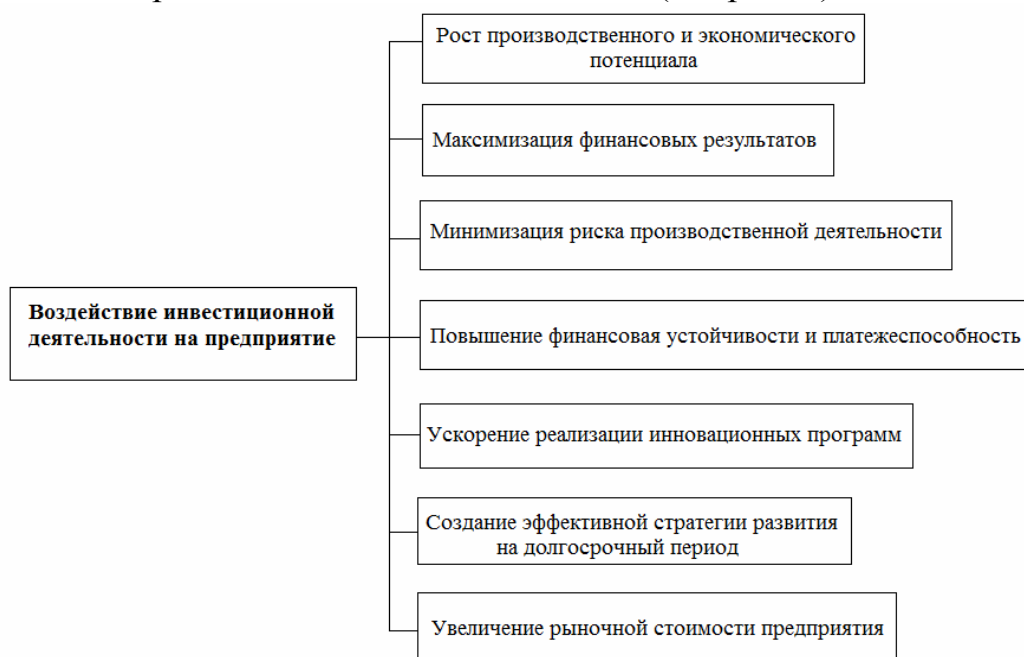 Рост производственного и экономического
потенциала
Максимизация финансовых результатов
Минимизация риска производственной деятельности
Воздействие инвестиционной
деятельности на предприятие
Повышение финансовая устойчивости и платежеспособность
Ускорение реализации инновационных программ
Создание эффективной стратегии развития
на долгосрочный период
Увеличение рыночной стоимости предприятия